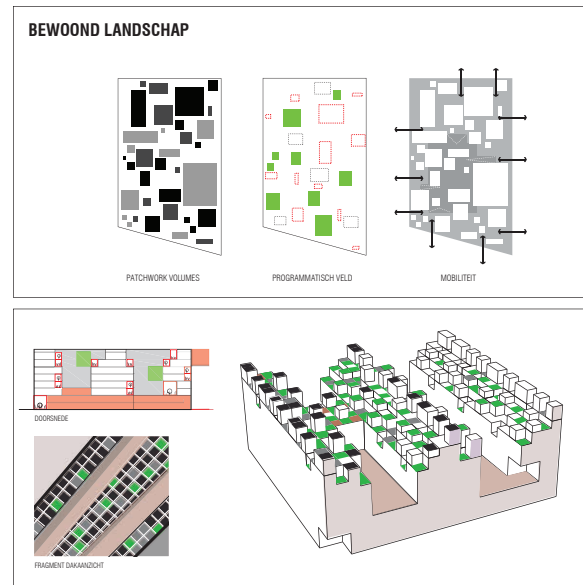 BEWOOND LANDSCHAP
PATCHWORK VOLUMES
PROGRAMMATISCH VELD
MOBILITEIT
DOORSNEDE
FRAGMENT DAKAANZICHT